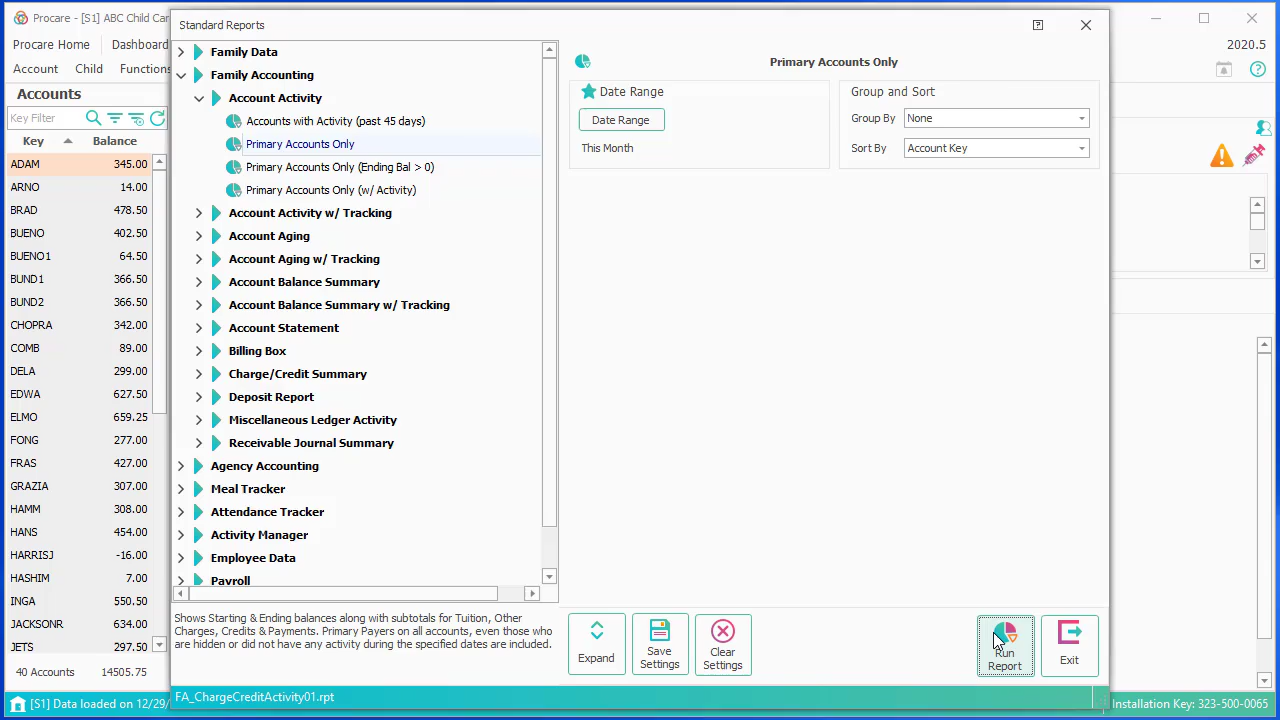 Procare - [S1] ABC Child Car
Procare Home
Dashboard
2020.5
Account
Child
Functions
Accounts
Key Filter
Key
Balance
ADAM 345.00
ARNO 14.00
BRAD 478.50
BUENO 402.50
BUENO1 64.50
BUND1 366.50
BUND2 366.50
CHOPRA 342.00
COMB 89.00
DELA 299.00
EDWA 627.50
ELMO 659.25
FONG 277.00
FRAS 427.00
GRAZIA 307.00
HAMM 308.00
HANS 454.00
HARRISJ -16.00
HASHIM 7.00
INGA 550.50
JACKSONR 634.00
JETS 297.50
40 Accounts 14505.75
[S1] Data loaded on 12/29/
Installation Key: 323-500-0065
Standard Reports
Family Data
Family Accounting
Account Activity
Accounts with Activity (past 45 days)
Primary Accounts Only
Primary Accounts Only (Ending Bal > 0)
Primary Accounts Only (w/ Activity)
Account Activity w/ Tracking
Account Aging
Account Aging w/ Tracking
Account Balance Summary
Account Balance Summary w/ Tracking
Account Statement
Billing Box
Charge/Credit Summary
Deposit Report
Miscellaneous Ledger Activity
Receivable Journal Summary
Agency Accounting
Meal Tracker
Attendance Tracker
Activity Manager
Employee Data
Payroll
Shows Starting & Ending balances along with subtotals for Tuition, Other
Charges, Credits & Payments. Primary Payers on all accounts, even those who
are hidden or did not have any activity during the specified dates are included.
FA_ChargeCreditActivity01.rpt
Primary Accounts Only
Date Range
Date Range
This Month
Group and Sort
Group By None
Sort By Account Key
Expand
Save
Settings
Clear
Settings
Run
Report
Exit